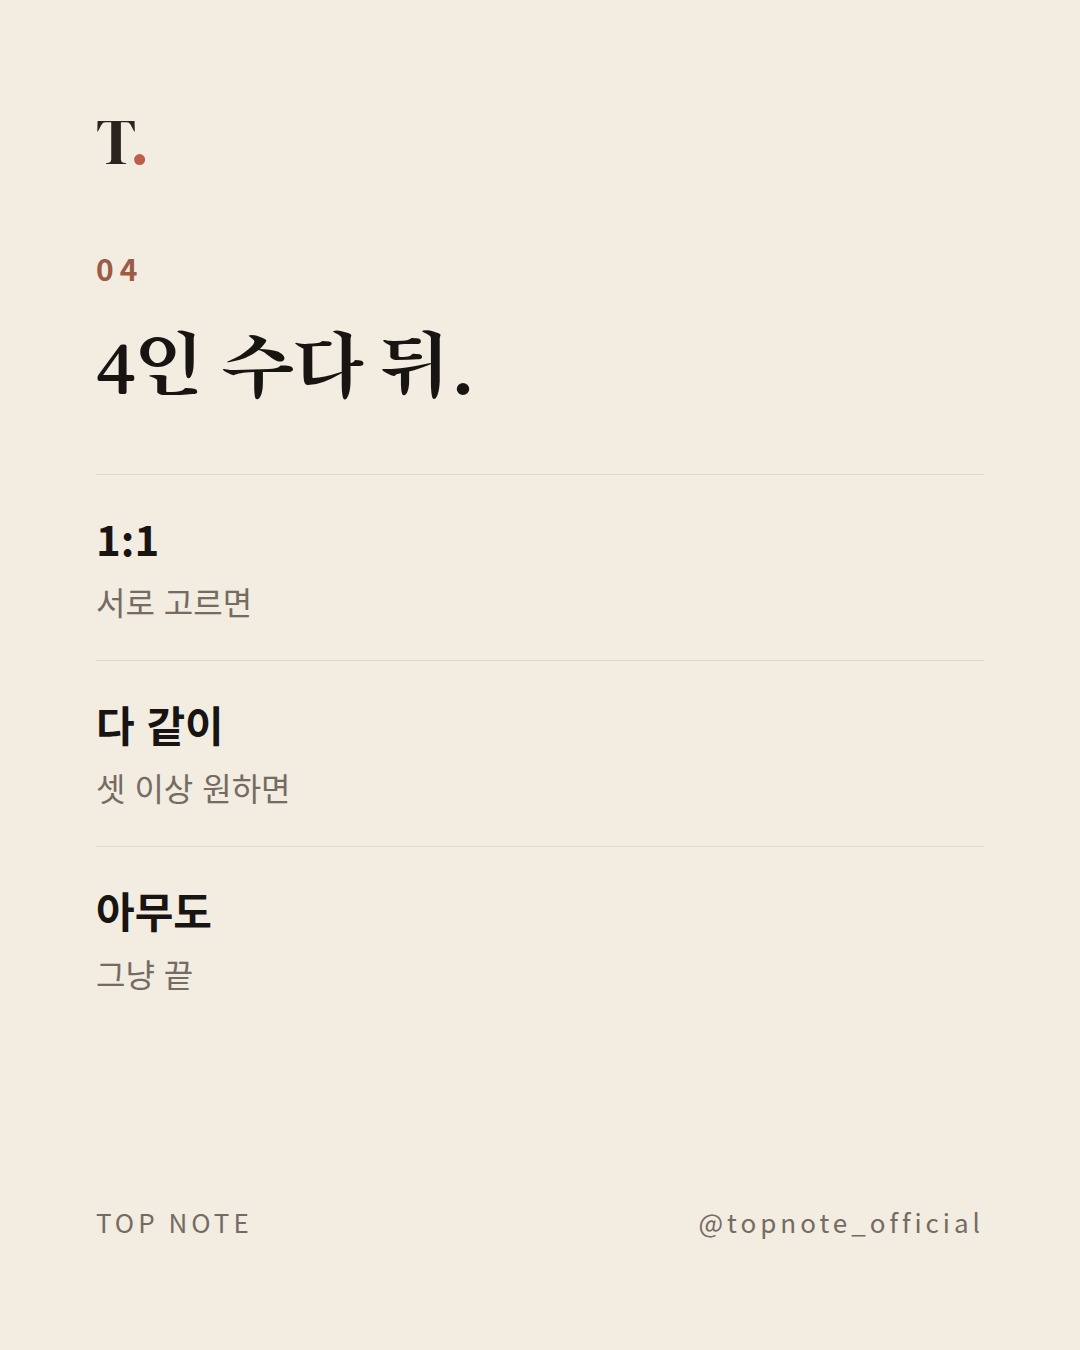 T.
04
4인 수다 뒤.
1:1
서로 고르면
다 같이
셋 이상 원하면
아무도
그냥 끝
TOP NOTE
@topnote_official